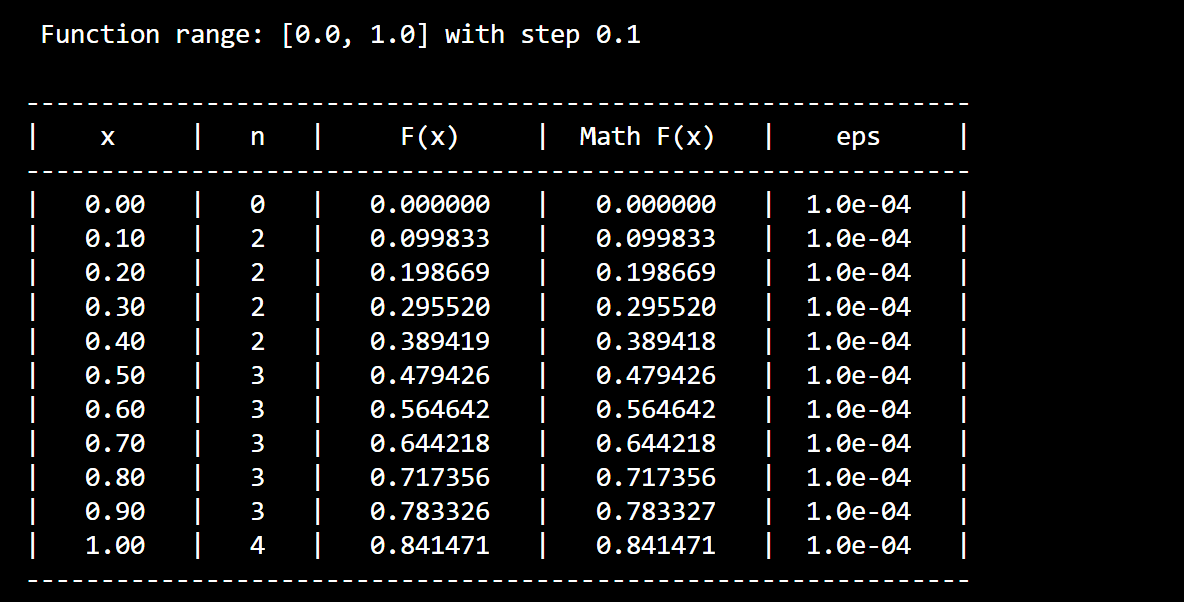 Function range: [0.0, 1.0] with step 0.1
---------------------------------------------------------------
|    x     |   n   |     F(x)     |  Math F(x)   |    eps     |
---------------------------------------------------------------
|   0.00   |   0   |   0.000000   |   0.000000   |  1.0e-04   |
|   0.10   |   2   |   0.099833   |   0.099833   |  1.0e-04   |
|   0.20   |   2   |   0.198669   |   0.198669   |  1.0e-04   |
|   0.30   |   2   |   0.295520   |   0.295520   |  1.0e-04   |
|   0.40   |   2   |   0.389419   |   0.389418   |  1.0e-04   |
|   0.50   |   3   |   0.479426   |   0.479426   |  1.0e-04   |
|   0.60   |   3   |   0.564642   |   0.564642   |  1.0e-04   |
|   0.70   |   3   |   0.644218   |   0.644218   |  1.0e-04   |
|   0.80   |   3   |   0.717356   |   0.717356   |  1.0e-04   |
|   0.90   |   3   |   0.783326   |   0.783327   |  1.0e-04   |
|   1.00   |   4   |   0.841471   |   0.841471   |  1.0e-04   |
---------------------------------------------------------------